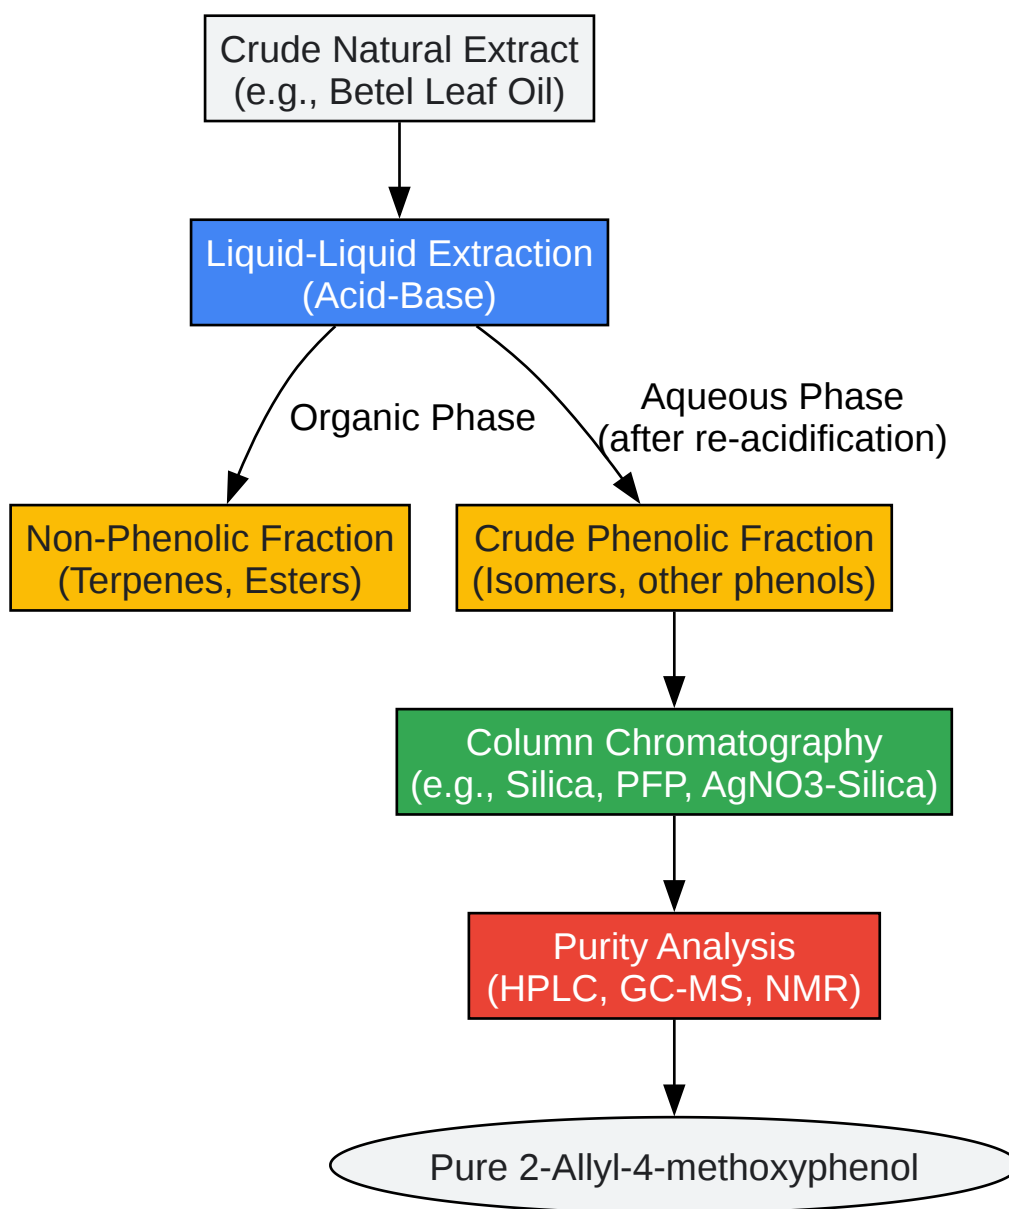 Crude Natural Extract
(e.g., Betel Leaf Oil)
Liquid-Liquid Extraction
(Acid-Base)
Organic Phase
Aqueous Phase
(after re-acidification)
Non-Phenolic Fraction
(Terpenes, Esters)
Crude Phenolic Fraction
(Isomers, other phenols)
Column Chromatography
(e.g., Silica, PFP, AgNO3-Silica)
Purity Analysis
(HPLC, GC-MS, NMR)
Pure 2-Allyl-4-methoxyphenol